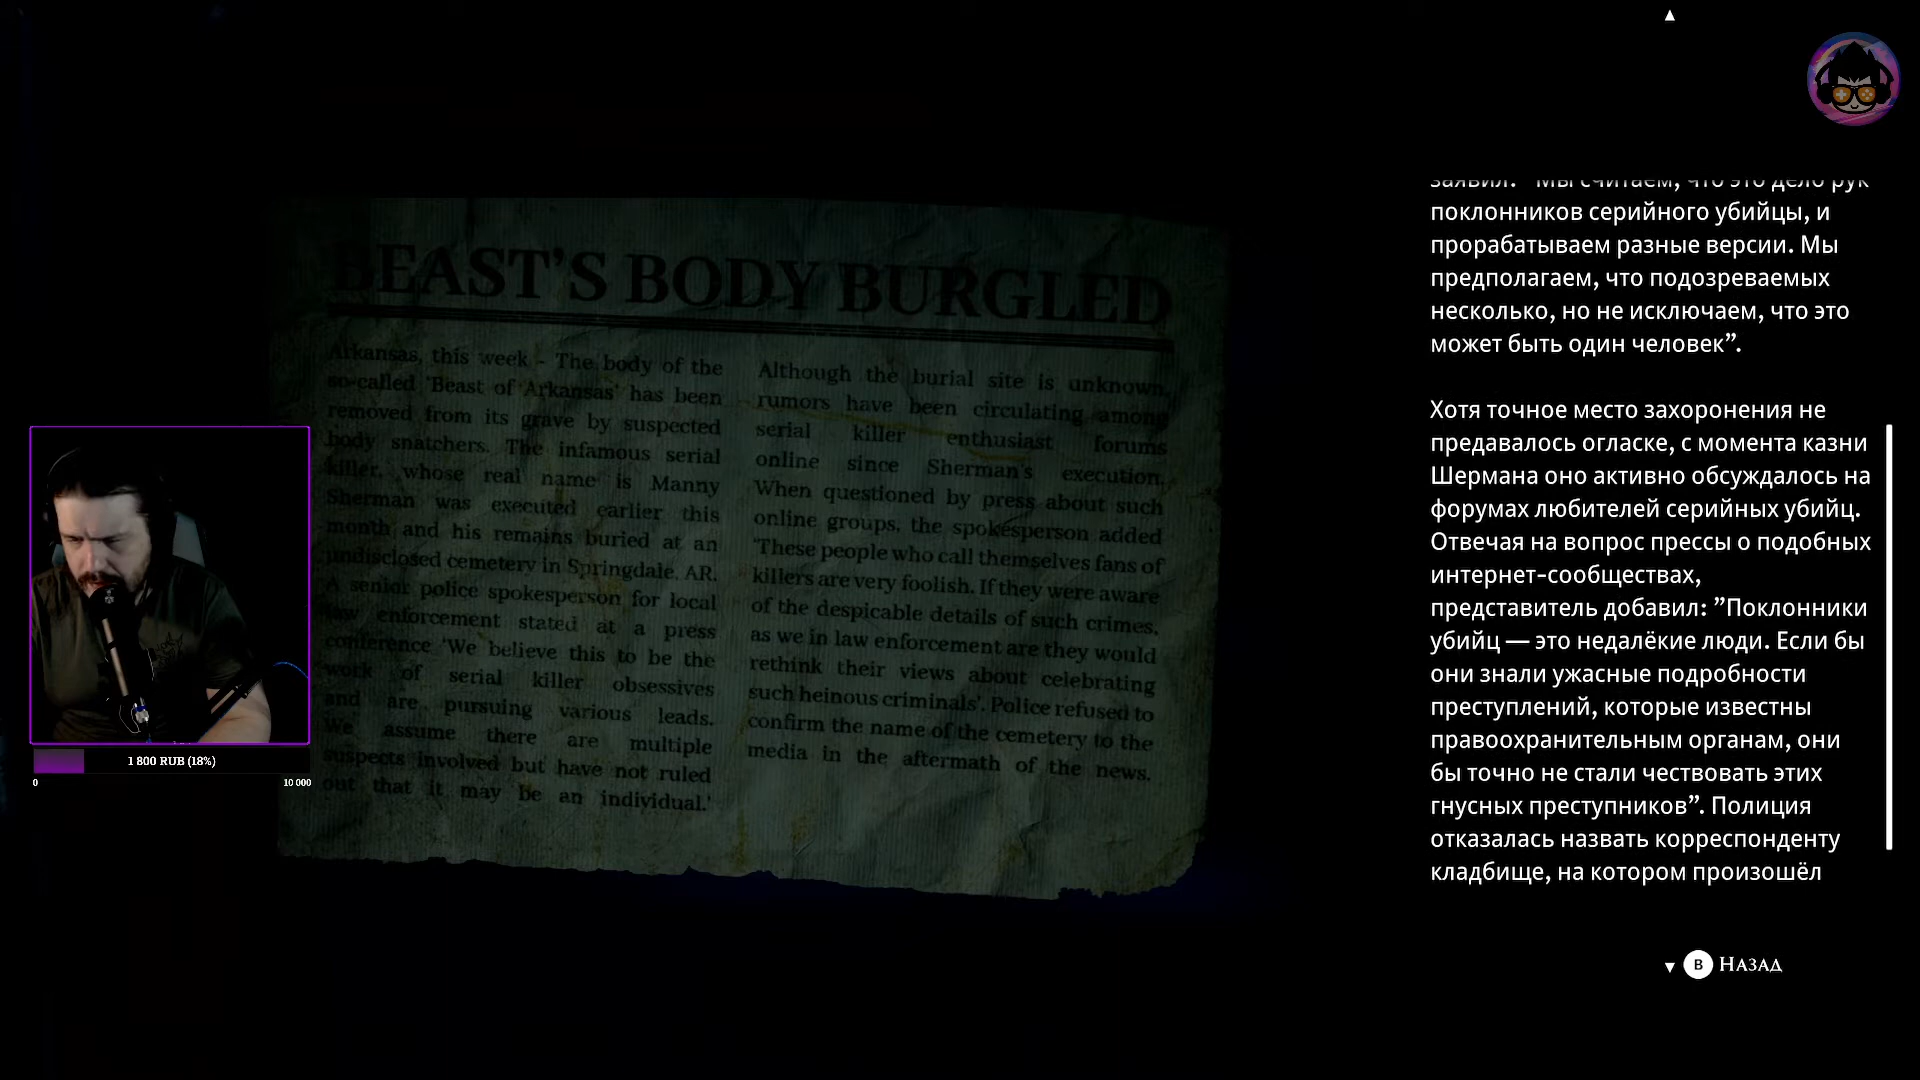 BEAST'S BODY BURGLED
Arkansas, this week - The body of the
so-called 'Beast of Arkansas' has been
removed from its grave by suspected
body snatchers. The infamous serial
killer, whose real name is Manny
Sherman was executed earlier this
month and his remains buried at an
undisclosed cemetery in Springdale, AR.
A senior police spokesperson for local
law enforcement stated at a press
conference 'We believe this to be the
work of serial killer obsessives
and are pursuing various leads.
We assume there are multiple
suspects involved but have not ruled
out that it may be an individual.'
Although the burial site is unknown,
rumors have been circulating among
serial killer enthusiast forums
online since Sherman's execution.
When questioned by press about such
online groups, the spokesperson added
'These people who call themselves fans of
killers are very foolish. If they were aware
of the despicable details of such crimes,
as we in law enforcement are they would
rethink their views about celebrating
such heinous criminals'. Police refused to
confirm the name of the cemetery to the
media in the aftermath of the news.
1 800 RUB (18%)
0
10 000
заявил: "Мы считаем, что это дело рук
поклонников серийного убийцы, и
прорабатываем разные версии. Мы
предполагаем, что подозреваемых
несколько, но не исключаем, что это
может быть один человек”.
Хотя точное место захоронения не
предавалось огласке, с момента казни
Шермана оно активно обсуждалось на
форумах любителей серийных убийц.
Отвечая на вопрос прессы о подобных
интернет-сообществах,
представитель добавил: ”Поклонники
убийц — это недалёкие люди. Если бы
они знали ужасные подробности
преступлений, которые известны
правоохранительным органам, они
бы точно не стали чествовать этих
гнусных преступников”. Полиция
отказалась назвать корреспонденту
кладбище, на котором произошёл
B НАЗАД